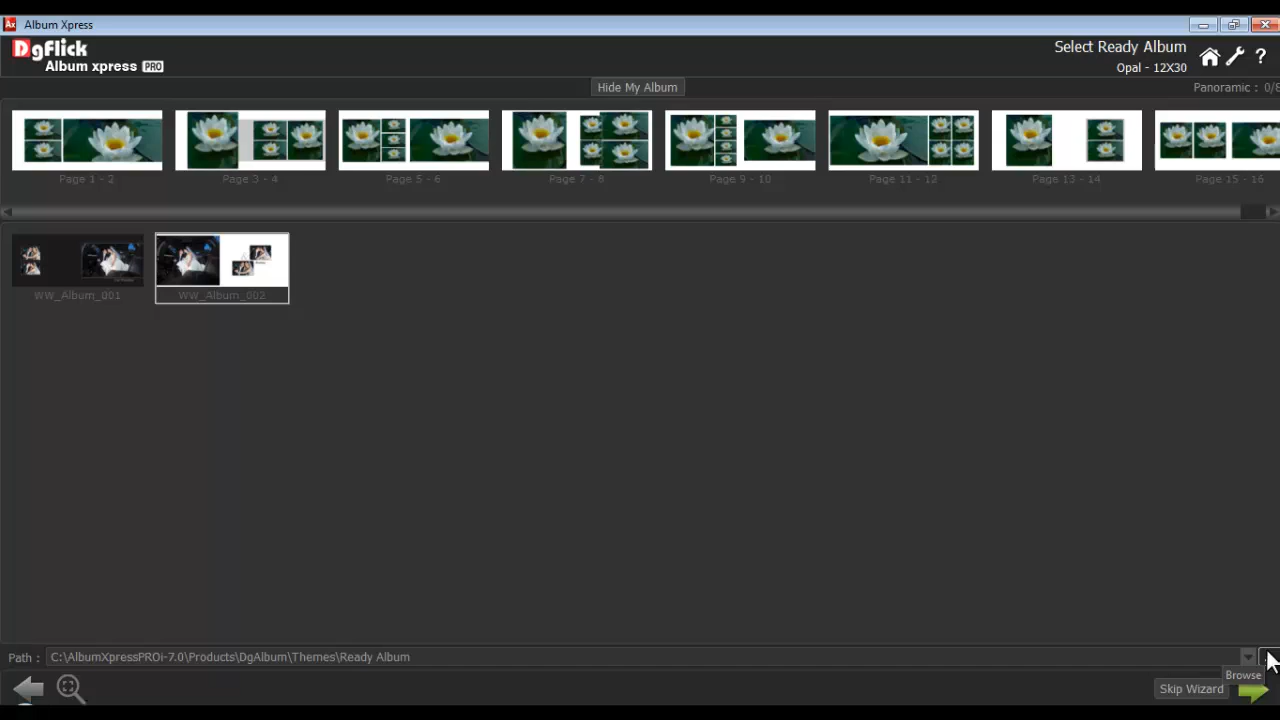 Ax Album Xpress
DgFlick
Album xpress PRO
Select Ready Album
Opal - 12X30
?
Hide My Album
Panoramic : 0/8
Page 1 - 2
Page 3 - 4
Page 5 - 6
Page 7 - 8
Page 9 - 10
Page 11 - 12
Page 13 - 14
Page 15 - 16
WW_Album_001
WW_Album_002
Path : C:\AlbumXpressPROi-7.0\Products\DgAlbum\Themes\Ready Album
Browse
Skip Wizard